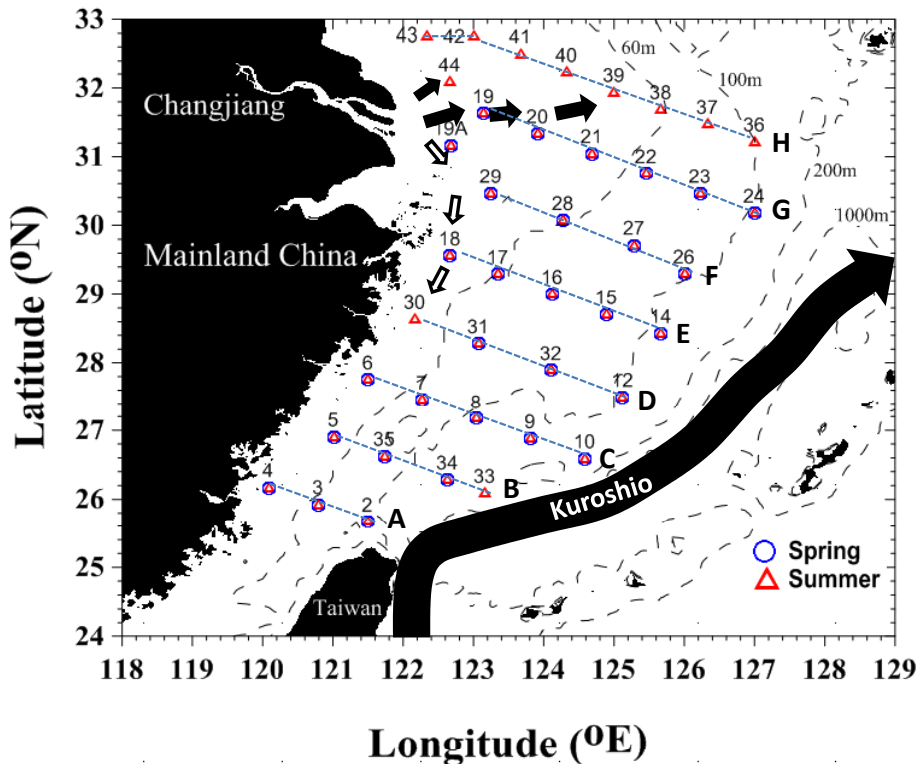 33
32
31
30
29
28
27
26
25
24
Latitude (ºN)
118 119 120 121 122 123 124 125 126 127 128 129
Longitude (ºE)
43 42 41 40 39 38 37 36 H
44
19 20 21 22 23 24 G
19A
29 28 27 26 F
18 17 16 15 14 E
30 31 32 12 D
6 7 8 9 10 C
5 35 34 33 B
4 3 2 A
60m
100m
200m
1000m
Changjiang
Mainland China
Taiwan
Kuroshio
Spring
Summer